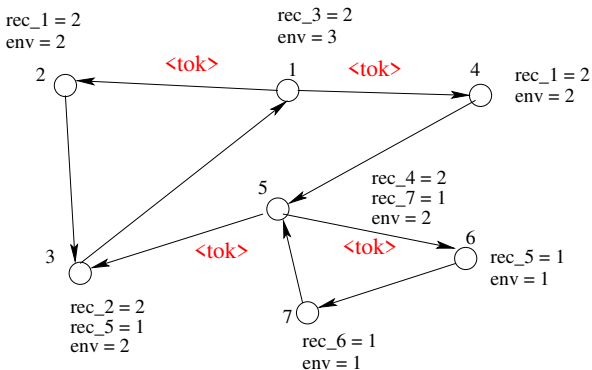 rec_3 = 2
env = 3
rec_1 = 2
env = 2
<tok>
<tok>
2
1
4
rec_1 = 2
env = 2
5
rec_4 = 2
rec_7 = 1
env = 2
3
<tok>
<tok>
6
rec_5 = 1
env = 1
rec_2 = 2
rec_5 = 1
env = 2
7
rec_6 = 1
env = 1